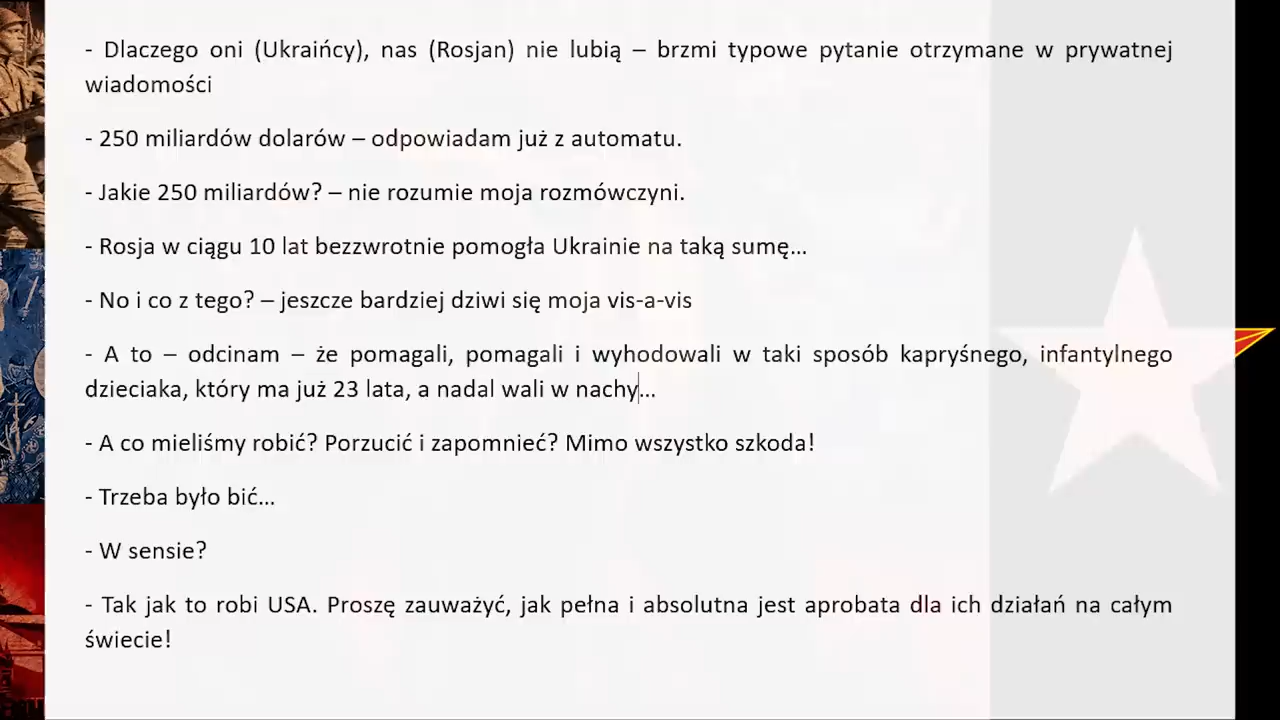 - Dlaczego oni (Ukraińcy), nas (Rosjan) nie lubią – brzmi typowe pytanie otrzymane w prywatnej
wiadomości
- 250 miliardów dolarów – odpowiadam już z automatu.
- Jakie 250 miliardów? – nie rozumie moja rozmówczyni.
- Rosja w ciągu 10 lat bezzwrotnie pomogła Ukrainie na taką sumę...
- No i co z tego? – jeszcze bardziej dziwi się moja vis-a-vis
- A to – odcinam – że pomagali, pomagali i wyhodowali w taki sposób kapryśnego, infantylnego
dzieciaka, który ma już 23 lata, a nadal wali w nachy...
- A co mieliśmy robić? Porzucić i zapomnieć? Mimo wszystko szkoda!
- Trzeba było bić...
- W sensie?
- Tak jak to robi USA. Proszę zauważyć, jak pełna i absolutna jest aprobata dla ich działań na całym
świecie!